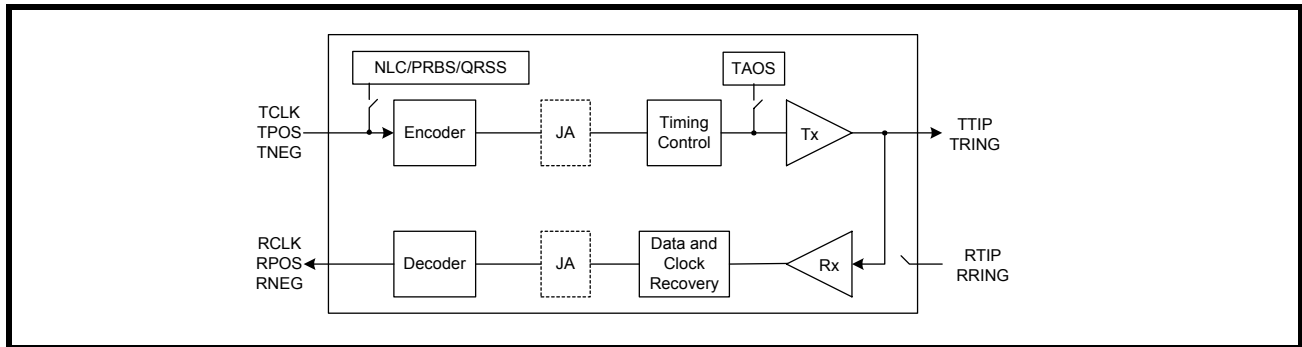 NLC/PRBS/QRSS
TAOS
TCLK
TPOS
TNEG
Encoder
JA
Timing
Control
Tx
TTIP
TRING
RCLK
RPOS
RNEG
Decoder
JA
Data and
Clock
Recovery
Rx
RTIP
RRING